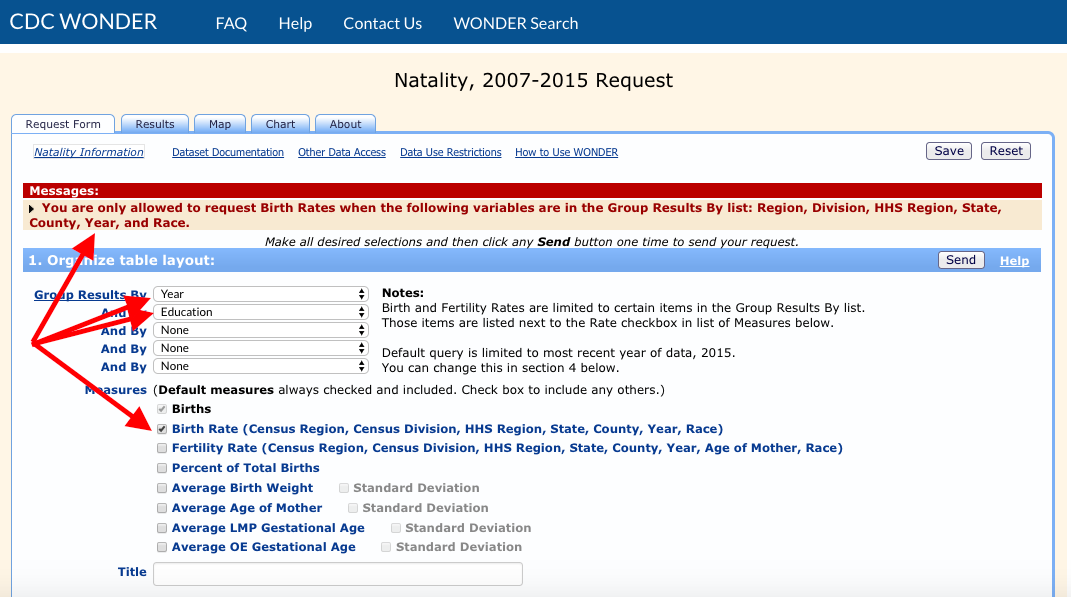 CDC WONDER FAQ Help Contact Us WONDER Search
Natality, 2007-2015 Request
Request Form Results Map Chart About
Natality Information Dataset Documentation Other Data Access Data Use Restrictions How to Use WONDER Save Reset
Messages:
You are only allowed to request Birth Rates when the following variables are in the Group Results By list: Region, Division, HHS Region, State,
County, Year, and Race.
Make all desired selections and then click any Send button one time to send your request.
1. Organize table layout: Send Help
Group Results By Year
And By Education
And By None
And By None
And By None
Notes:
Birth and Fertility Rates are limited to certain items in the Group Results By list.
Those items are listed next to the Rate checkbox in list of Measures below.
Default query is limited to most recent year of data, 2015.
You can change this in section 4 below.
Measures (Default measures always checked and included. Check box to include any others.)
Births
Birth Rate (Census Region, Census Division, HHS Region, State, County, Year, Race)
Fertility Rate (Census Region, Census Division, HHS Region, State, County, Year, Age of Mother, Race)
Percent of Total Births
Average Birth Weight Standard Deviation
Average Age of Mother Standard Deviation
Average LMP Gestational Age Standard Deviation
Average OE Gestational Age Standard Deviation
Title